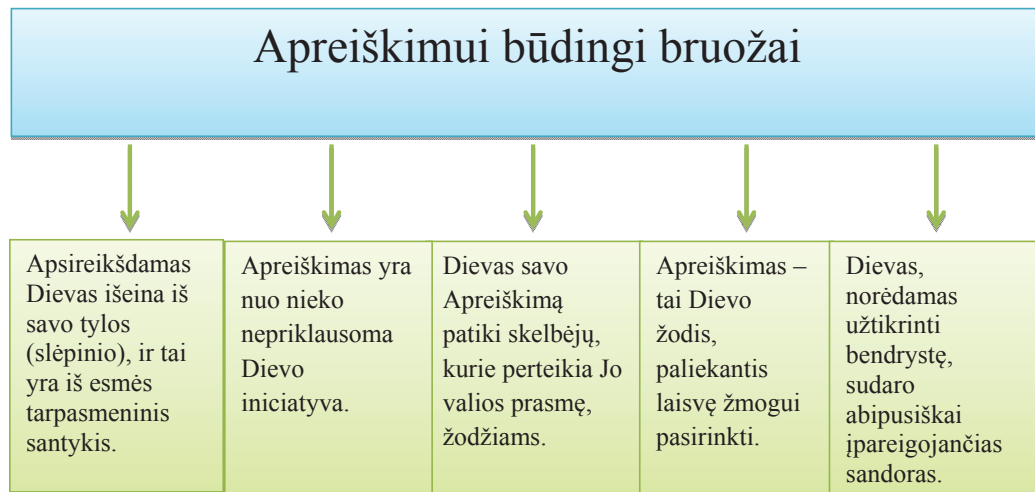 Apreiškimui būdingi bruožai
Apsireikšdamas
Dievas išeina iš
savo tylos
(slėpinio), ir tai
yra iš esmės
tarpasmeninis
santykis.
Apreiškimas yra
nuo nieko
nepriklausoma
Dievo
iniciatyva.
Dievas savo
Apreiškimą
patiki skelbėjų,
kurie perteikia Jo
valios prasmę,
žodžiams.
Apreiškimas –
tai Dievo
žodis,
paliekantis
laisvę žmogui
pasirinkti.
Dievas,
norėdamas
užtikrinti
bendrystę,
sudaro
abipusiškai
įpareigojančias
sandoras.